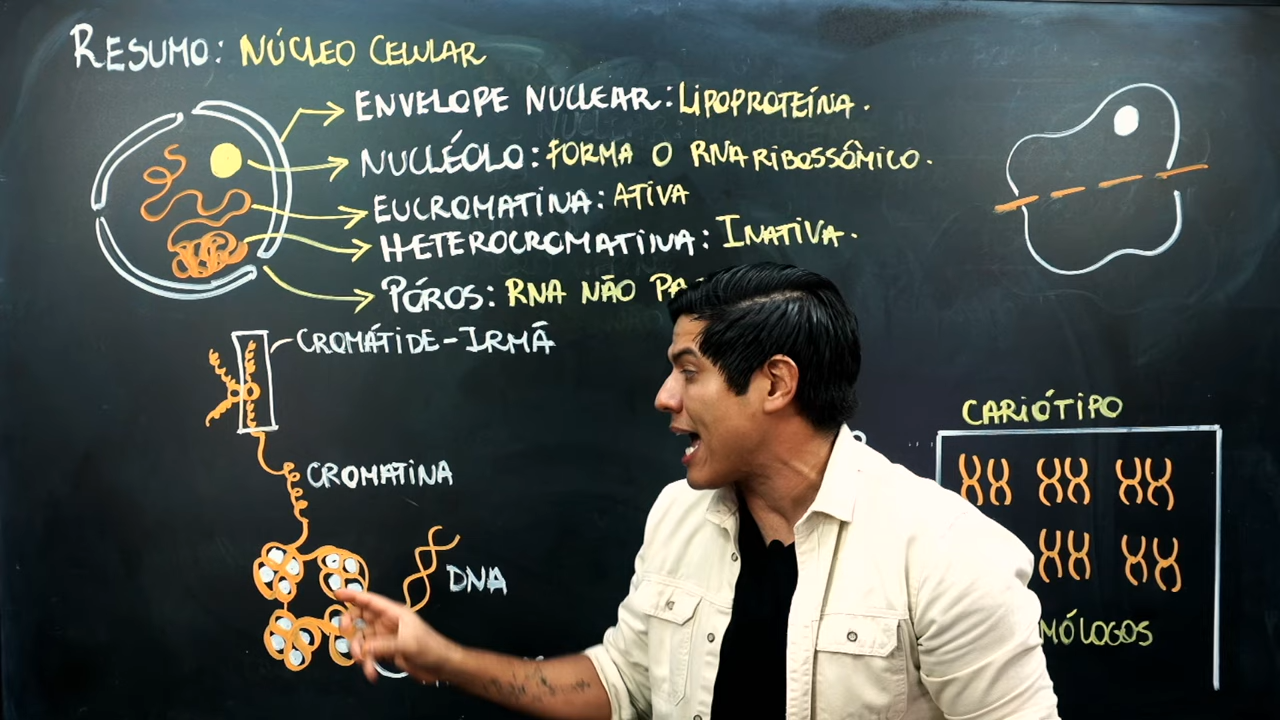 RESUMO: NÚCLEO CELULAR
ENVELOPE NUCLEAR: LIPOPROTEÍNA.
NUCLÉOLO: FORMA O RNA RIBOSSÔMICO.
EUCROMATINA: ATIVA
HETEROCROMATINA: INATIVA.
PÓROS: RNA NÃO
CROMÁTIDE-IRMÃ
CROMATINA
DNA
CARIÓTIPO
MÓLOGOS